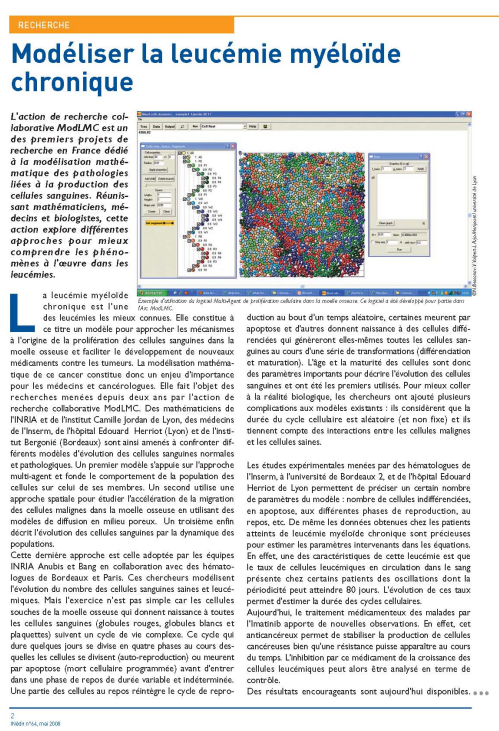 RECHERCHE
Modéliser la leucémie myéloïde
chronique
L'action de recherche col-
laborative ModLMC est un
des premiers projets de
recherche en France dédié
à la modélisation mathé-
matique des pathologies
liées à la production des
cellules sanguines. Réunis-
sant mathématiciens, mé-
decins et biologistes, cette
action explore différentes
approches pour mieux
comprendre les phéno-
mènes à l'œuvre dans les
leucémies.
Exemple d'utilisation du logiciel MultiAgent de prolifération cellulaire dans la moelle osseuse. Ce logiciel a été développé pour partie dans
l'Arc ModLMC.
La leucémie myéloïde
chronique est l'une
des leucémies les mieux connues. Elle constitue à
ce titre un modèle pour approcher les mécanismes
à l'origine de la prolifération des cellules sanguines dans la
moelle osseuse et faciliter le développement de nouveaux
médicaments contre les tumeurs. La modélisation mathéma-
tique de ce cancer constitue donc un enjeu d'importance
pour les médecins et cancérologues. Elle fait l'objet des
recherches menées depuis deux ans par l'action de
recherche collaborative ModLMC. Des mathématiciens de
l'INRIA et de l'institut Camille Jordan de Lyon, des médecins
de l'Inserm, de l'hôpital Edouard Herriot (Lyon) et de l'insti-
tut Bergonié (Bordeaux) sont ainsi amenés à confronter dif-
férents modèles d'évolution des cellules sanguines normales
et pathologiques. Un premier modèle s'appuie sur l'approche
multi-agent et fonde le comportement de la population des
cellules sur celui de ses membres. Un second utilise une
approche spatiale pour étudier l'accélération de la migration
des cellules malignes dans la moelle osseuse en utilisant des
modèles de diffusion en milieu poreux. Un troisième enfin
décrit l'évolution des cellules sanguines par la dynamique des
populations.
Cette dernière approche est celle adoptée par les équipes
INRIA Anubis et Bang en collaboration avec des hémato-
logues de Bordeaux et Paris. Ces chercheurs modélisent
l'évolution du nombre des cellules sanguines saines et leucé-
miques. Mais l'exercice n'est pas simple car les cellules
souches de la moelle osseuse qui donnent naissance à toutes
les cellules sanguines (globules rouges, globules blancs et
plaquettes) suivent un cycle de vie complexe. Ce cycle qui
dure quelques jours se divise en quatre phases au cours des-
quelles les cellules se divisent (auto-reproduction) ou meurent
par apoptose (mort cellulaire programmée) avant d'entrer
dans une phase de repos de durée variable et indéterminée.
Une partie des cellules au repos réintègre le cycle de repro-
duction au bout d'un temps aléatoire, certaines meurent par
apoptose et d'autres donnent naissance à des cellules diffé-
renciées qui génèreront elles-mêmes toutes les cellules san-
guines au cours d'une série de transformations (différenciation
et maturation). L'âge et la maturité des cellules sont donc
des paramètres importants pour décrire l'évolution des cellules
sanguines et ont été les premiers utilisés. Pour mieux coller
à la réalité biologique, les chercheurs ont ajouté plusieurs
complications aux modèles existants : ils considèrent que la
durée du cycle cellulaire est aléatoire (et non fixe) et ils
tiennent compte des interactions entre les cellules malignes
et les cellules saines.
Les études expérimentales menées par des hématologues de
l'Inserm, à l'université de Bordeaux 2, et de l'hôpital Edouard
Herriot de Lyon permettent de préciser un certain nombre
de paramètres du modèle : nombre de cellules indifférenciées,
en apoptose, aux différentes phases de reproduction, au
repos, etc. De même les données obtenues chez les patients
atteints de leucémie myéloïde chronique sont précieuses
pour estimer les paramètres intervenants dans les équations.
En effet, une des caractéristiques de cette leucémie est que
le taux de cellules leucémiques en circulation dans le sang
présente chez certains patients des oscillations dont la
périodicité peut atteindre 80 jours. L'évolution de ces taux
permet d'estimer la durée des cycles cellulaires.
Aujourd'hui, le traitement médicamenteux des malades par
l'Imatinib apporte de nouvelles observations. En effet, cet
anticancéreux permet de stabiliser la production de cellules
cancéreuses bien qu'une résistance puisse apparaître au cours
du temps. L'inhibition par ce médicament de la croissance des
cellules leucémiques peut alors être analysée en terme de
contrôle.
Des résultats encourageants sont aujourd'hui disponibles.
2
INédit n°64, mai 2008